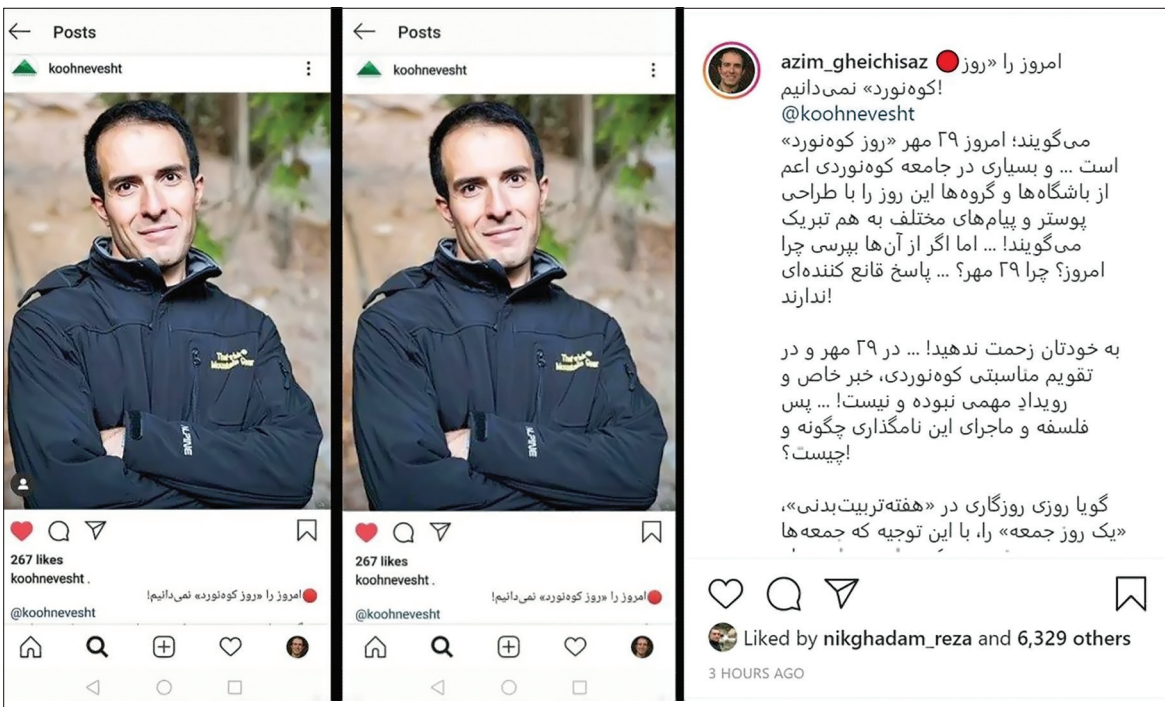 Posts
koohnevesht
267 likes
koohnevesht .
🔴امروز را «روز کوه‌نورد» نمی‌دانیم!
@koohnevesht
Posts
koohnevesht
267 likes
koohnevesht .
🔴امروز را «روز کوه‌نورد» نمی‌دانیم!
@koohnevesht
azim_gheichisaz 🔴امروز را «روز
کوه‌نورد» نمی‌دانیم!
@koohnevesht
می‌گویند؛ امروز ۲۹ مهر «روز کوه‌نورد»
است ... و بسیاری در جامعه کوه‌نوردی اعم
از باشگاه‌ها و گروه‌ها این روز را با طراحی
پوستر و پیام‌های مختلف به هم تبریک
می‌گویند! ... اما اگر از آن‌ها بپرسی چرا
امروز؟ چرا ۲۹ مهر؟ ... پاسخ قانع کننده‌ای
ندارند!
به خودتان زحمت ندهید! ... در ۲۹ مهر و در
تقویم مناسبتی کوه‌نوردی، خبر خاص و
رویدادِ مهمی نبوده و نیست! ... پس
فلسفه و ماجرای این نامگذاری چگونه و
چیست؟!
گویا روزی روزگاری در «هفته‌تربیت‌بدنی»،
«یک روز جمعه» را، با این توجیه که جمعه‌ها
Liked by nikghadam_reza and 6,329 others
3 HOURS AGO